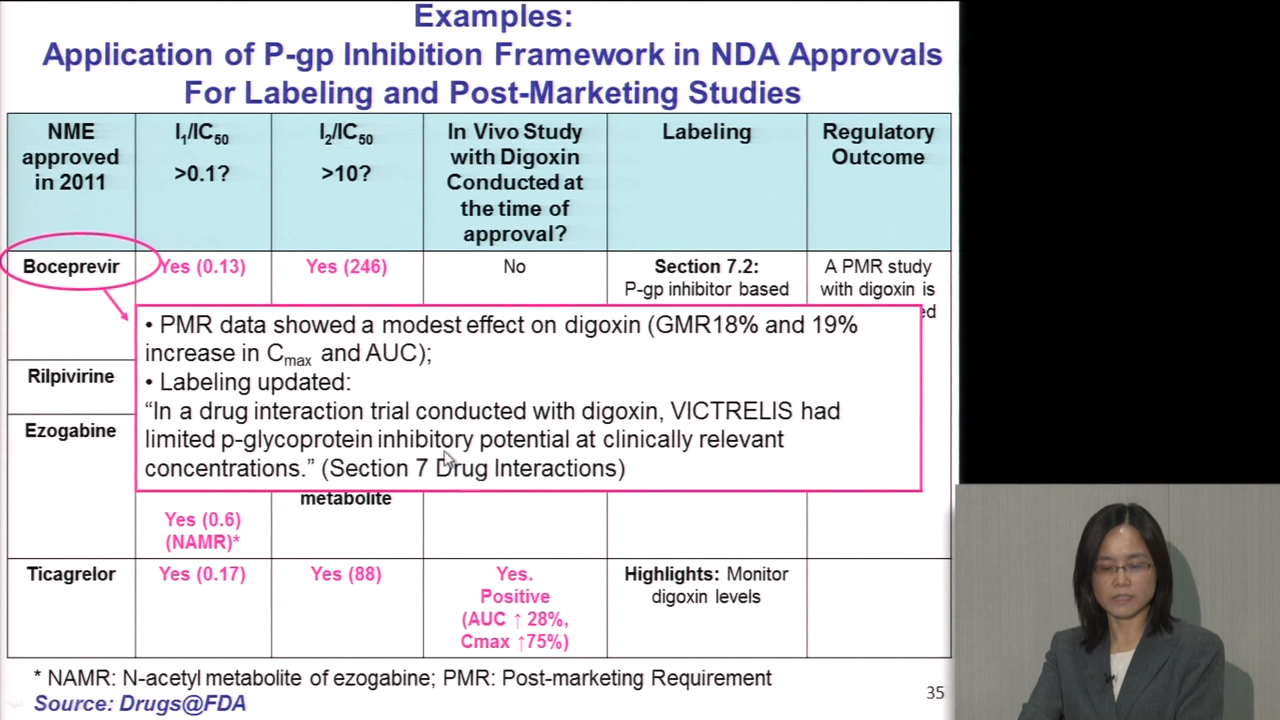 Examples:
Application of P-gp Inhibition Framework in NDA Approvals
For Labeling and Post-Marketing Studies
NME approved in 2011
I1/IC50 >0.1?
I2/IC50 >10?
In Vivo Study with Digoxin Conducted at the time of approval?
Labeling
Regulatory Outcome
Boceprevir
Yes (0.13)
Yes (246)
No
Section 7.2:
P-gp inhibitor based
A PMR study
with digoxin is
ed
• PMR data showed a modest effect on digoxin (GMR18% and 19%
increase in Cmax and AUC);
• Labeling updated:
“In a drug interaction trial conducted with digoxin, VICTRELIS had
limited p-glycoprotein inhibitory potential at clinically relevant
concentrations.” (Section 7 Drug Interactions)
Rilpivirine
Ezogabine
metabolite
Yes (0.6)
(NAMR)*
Ticagrelor
Yes (0.17)
Yes (88)
Yes.
Positive
(AUC ↑ 28%,
Cmax ↑75%)
Highlights: Monitor
digoxin levels
* NAMR: N-acetyl metabolite of ezogabine; PMR: Post-marketing Requirement
Source: Drugs@FDA
35